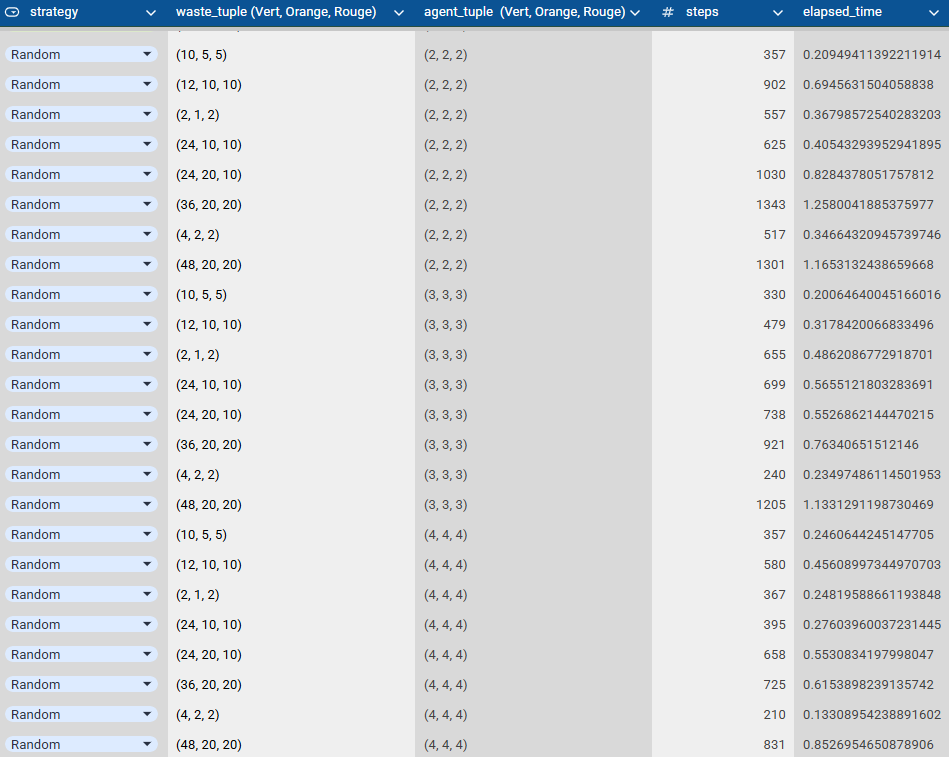 strategy waste_tuple (Vert, Orange, Rouge) agent_tuple (Vert, Orange, Rouge) # steps elapsed_time
Random (10, 5, 5) (2, 2, 2) 357 0.20949411392211914
Random (12, 10, 10) (2, 2, 2) 902 0.6945631504058838
Random (2, 1, 2) (2, 2, 2) 557 0.36798572540283203
Random (24, 10, 10) (2, 2, 2) 625 0.40543293952941895
Random (24, 20, 10) (2, 2, 2) 1030 0.8284378051757812
Random (36, 20, 20) (2, 2, 2) 1343 1.2580041885375977
Random (4, 2, 2) (2, 2, 2) 517 0.34664320945739746
Random (48, 20, 20) (2, 2, 2) 1301 1.1653132438659668
Random (10, 5, 5) (3, 3, 3) 330 0.20064640045166016
Random (12, 10, 10) (3, 3, 3) 479 0.3178420066833496
Random (2, 1, 2) (3, 3, 3) 655 0.4862086772918701
Random (24, 10, 10) (3, 3, 3) 699 0.5655121803283691
Random (24, 20, 10) (3, 3, 3) 738 0.5526862144470215
Random (36, 20, 20) (3, 3, 3) 921 0.76340651512146
Random (4, 2, 2) (3, 3, 3) 240 0.23497486114501953
Random (48, 20, 20) (3, 3, 3) 1205 1.1331291198730469
Random (10, 5, 5) (4, 4, 4) 357 0.2460644245147705
Random (12, 10, 10) (4, 4, 4) 580 0.45608997344970703
Random (2, 1, 2) (4, 4, 4) 367 0.24819588661193848
Random (24, 10, 10) (4, 4, 4) 395 0.27603960037231445
Random (24, 20, 10) (4, 4, 4) 658 0.5530834197998047
Random (36, 20, 20) (4, 4, 4) 725 0.6153898239135742
Random (4, 2, 2) (4, 4, 4) 210 0.13308954238891602
Random (48, 20, 20) (4, 4, 4) 831 0.8526954650878906